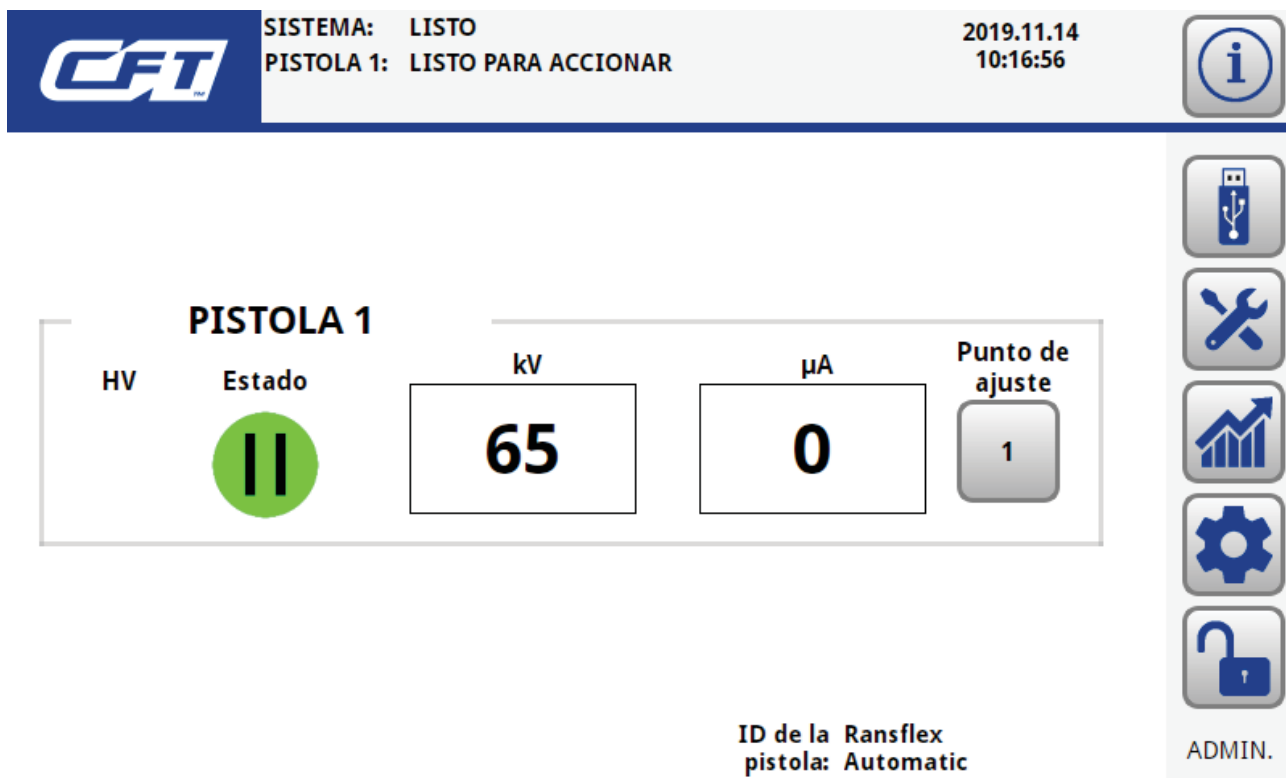 CFT™
SISTEMA: LISTO
PISTOLA 1: LISTO PARA ACCIONAR
2019.11.14
10:16:56
i
PISTOLA 1
HV
Estado
kV
µA
Punto de
ajuste
65
0
1
ID de la Ransflex
pistola: Automatic
ADMIN.